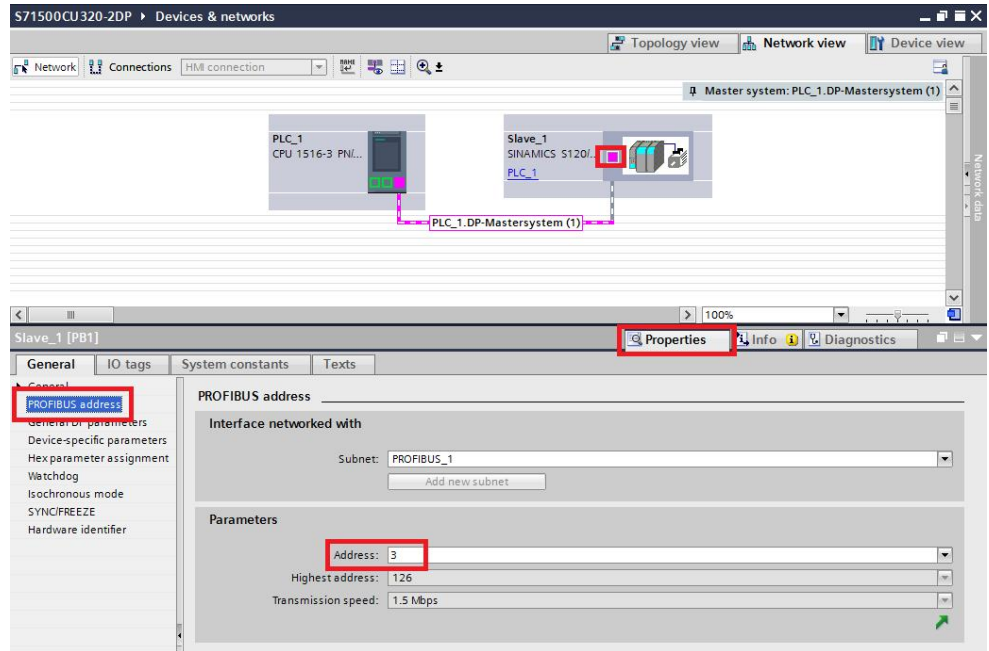 S71500CU320-2DP ▸ Devices & networks
Topology view Network view Device view
Network Connections HMI connection
Master system: PLC_1.DP-Mastersystem (1)
PLC_1
CPU 1516-3 PN/...
Slave_1
SINAMICS S120/...
PLC_1
PLC_1.DP-Mastersystem (1)
Network data
100%
Slave_1 [PB1]
Properties Info Diagnostics
General IO tags System constants Texts
General
PROFIBUS address
General DP parameters
Device-specific parameters
Hex parameter assignment
Watchdog
Isochronous mode
SYNC/FREEZE
Hardware identifier
PROFIBUS address
Interface networked with
Subnet: PROFIBUS_1
Add new subnet
Parameters
Address: 3
Highest address: 126
Transmission speed: 1.5 Mbps